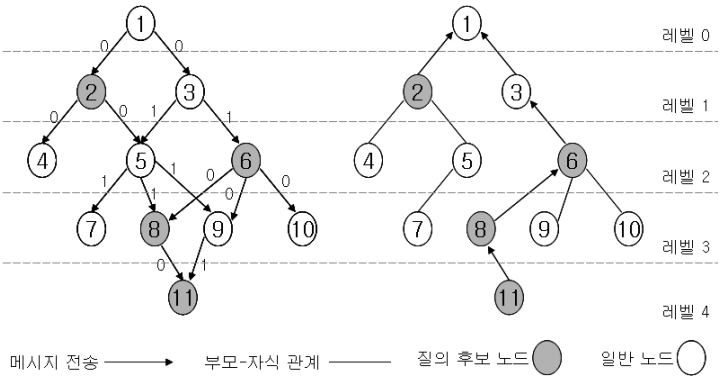 1 1 레벨 0
0 0
2 3 2 3 레벨 1
0 0 1 1
4 5 6 4 5 6 레벨 2
1 1 1 0 0 0
7 8 9 10 7 8 9 10 레벨 3
0 1
11 11 레벨 4
메시지 전송 부모-자식 관계 질의 후보 노드 일반 노드